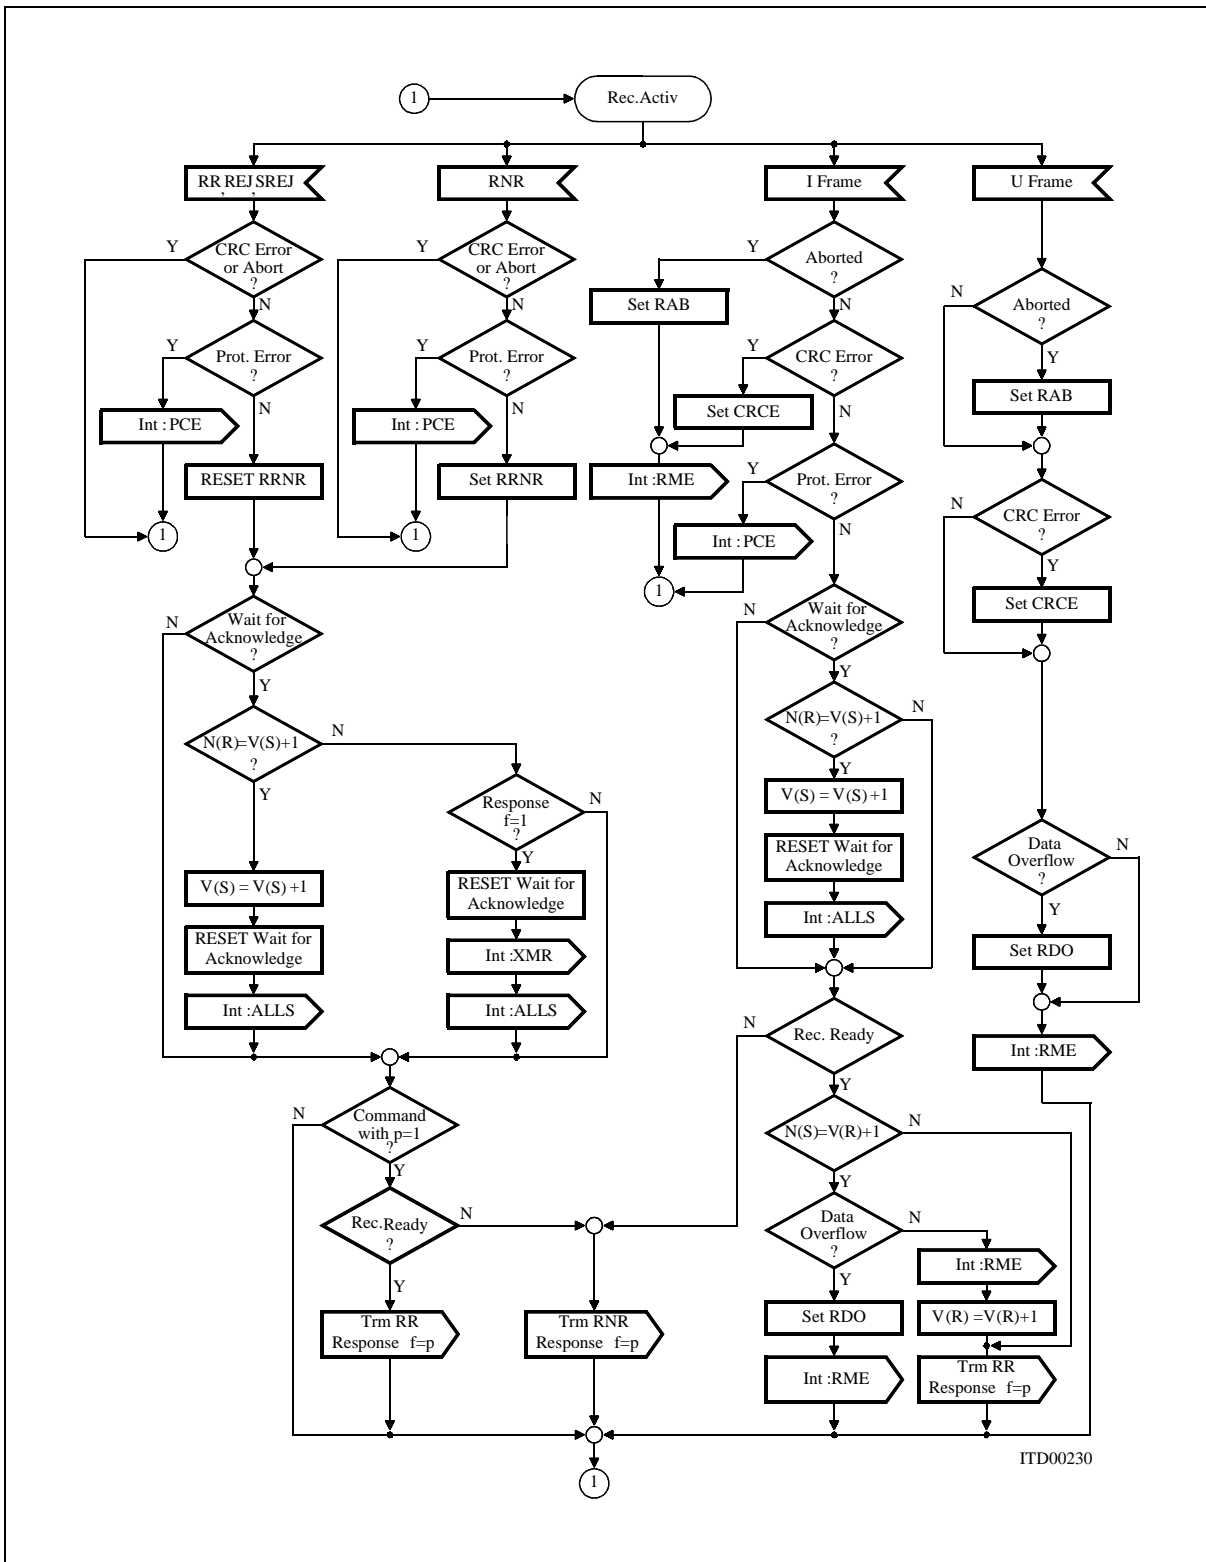 1
Rec.Activ
RR, REJ, SREJ
RNR
I Frame
U Frame
Y
CRC Error
or Abort
?
N
Y
CRC Error
or Abort
?
N
Y
Aborted
?
N
N
Aborted
?
Y
Set RAB
Set RAB
Y
Prot. Error
?
N
Y
Prot. Error
?
N
Y
CRC Error
?
N
Set CRCE
Int : PCE
Int : PCE
RESET RRNR
Set RRNR
Int :RME
Y
Prot. Error
?
N
N
CRC Error
?
Y
Int : PCE
Set CRCE
1
1
1
N
Wait for
Acknowledge
?
Y
N
Wait for
Acknowledge
?
Y
N(R)=V(S)+1
?
N
Y
N(R)=V(S)+1
?
N
Y
Response
f=1
?
N
Y
V(S) = V(S) +1
RESET Wait for
Acknowledge
Int :ALLS
V(S) = V(S) +1
RESET Wait for
Acknowledge
Int :ALLS
RESET Wait for
Acknowledge
Int :XMR
Int :ALLS
Data
Overflow
?
N
Y
Set RDO
Int :RME
N
Rec. Ready
Y
N
Command
with p=1
?
Y
N(S)=V(R)+1
N
Y
Rec. Ready
?
N
Y
Data
Overflow
?
N
Y
Int :RME
V(R) =V(R)+1
Trm RR
Response f=p
Trm RNR
Response f=p
Set RDO
Int :RME
Trm RR
Response f=p
1
ITD00230